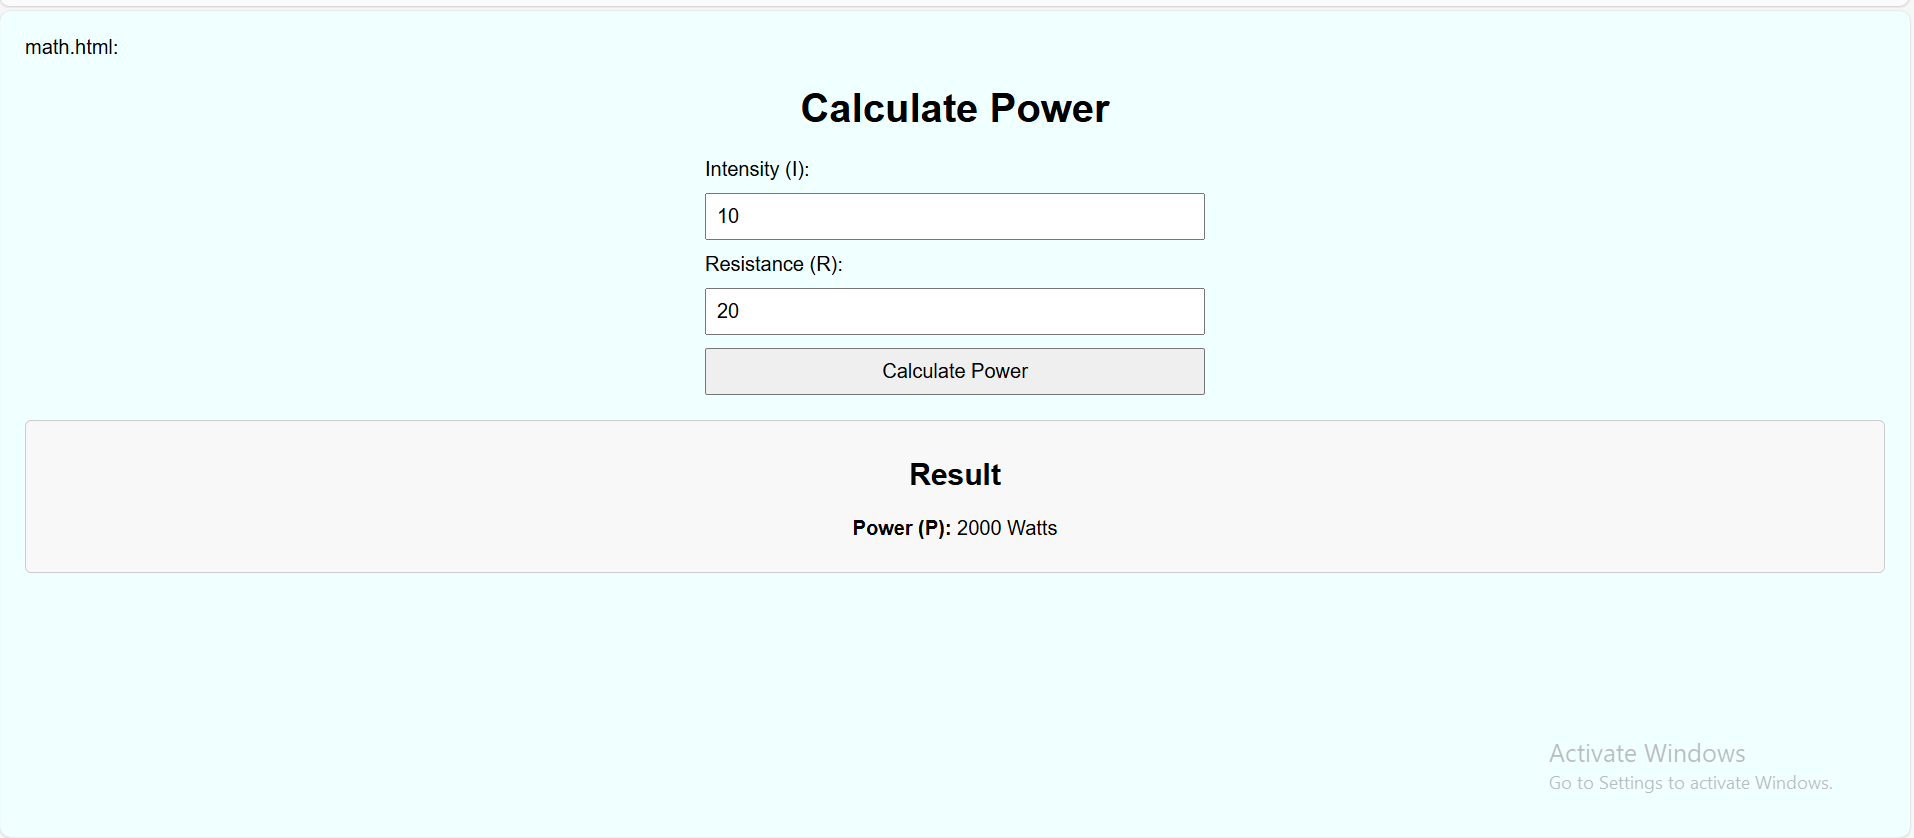 math.html:
Calculate Power
Intensity (I):
10
Resistance (R):
20
Calculate Power
Result
Power (P): 2000 Watts
Activate Windows
Go to Settings to activate Windows.